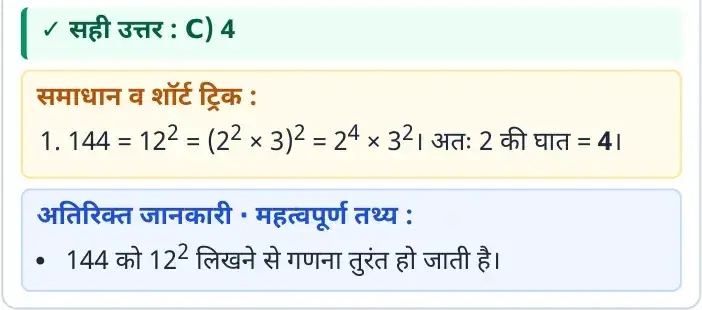 ✓ सही उत्तर : C) 4
समाधान व शॉर्ट ट्रिक :
1. 144 = 12² = (2² × 3)² = 2⁴ × 3²। अतः 2 की घात = 4।
अतिरिक्त जानकारी · महत्वपूर्ण तथ्य :
• 144 को 12² लिखने से गणना तुरंत हो जाती है।